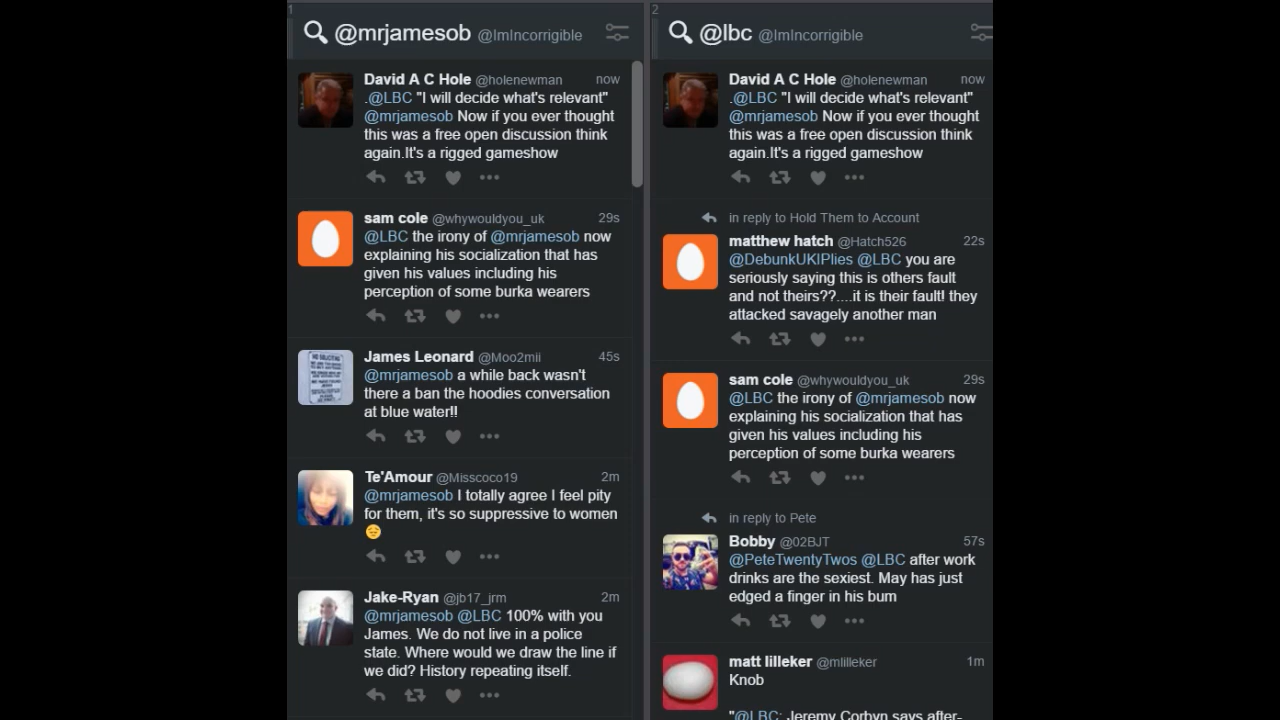 1
@mrjamesob @ImIncorrigible
David A C Hole @holenewman now
.@LBC "I will decide what's relevant"
@mrjamesob Now if you ever thought
this was a free open discussion think
again.It's a rigged gameshow
sam cole @whywouldyou_uk 29s
@LBC the irony of @mrjamesob now
explaining his socialization that has
given his values including his
perception of some burka wearers
James Leonard @Moo2mii 45s
@mrjamesob a while back wasn't
there a ban the hoodies conversation
at blue water!!
Te'Amour @Misscoco19 2m
@mrjamesob I totally agree I feel pity
for them, it's so suppressive to women
😔
Jake-Ryan @jb17_jrm 2m
@mrjamesob @LBC 100% with you
James. We do not live in a police
state. Where would we draw the line if
we did? History repeating itself.
2
@lbc @ImIncorrigible
David A C Hole @holenewman now
.@LBC "I will decide what's relevant"
@mrjamesob Now if you ever thought
this was a free open discussion think
again.It's a rigged gameshow
in reply to Hold Them to Account
matthew hatch @Hatch526 22s
@DebunkUKIPlies @LBC you are
seriously saying this is others fault
and not theirs??....it is their fault! they
attacked savagely another man
sam cole @whywouldyou_uk 29s
@LBC the irony of @mrjamesob now
explaining his socialization that has
given his values including his
perception of some burka wearers
in reply to Pete
Bobby @02BJT 57s
@PeteTwentyTwos @LBC after work
drinks are the sexiest. May has just
edged a finger in his bum
matt lilleker @mlilleker 1m
Knob
"@LBC: Jeremy Corbyn says after-